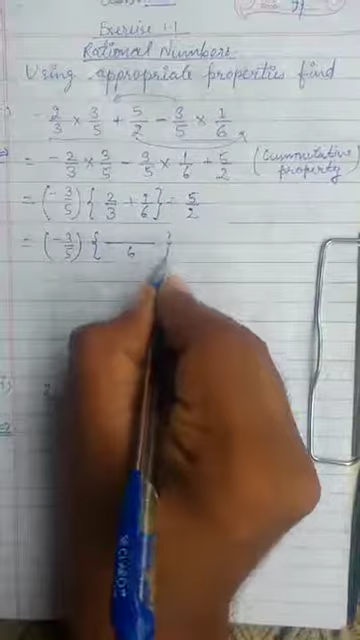 Exercise 1.1
Rational Numbers
Using appropriate properties find
- 2/3 × 3/5 + 5/2 - 3/5 × 1/6
= - 2/3 × 3/5 - 3/5 × 1/6 + 5/2 (Cummutative property)
= (-3/5) { 2/3 + 1/6 } + 5/2
= (-3/5) { — 6 }